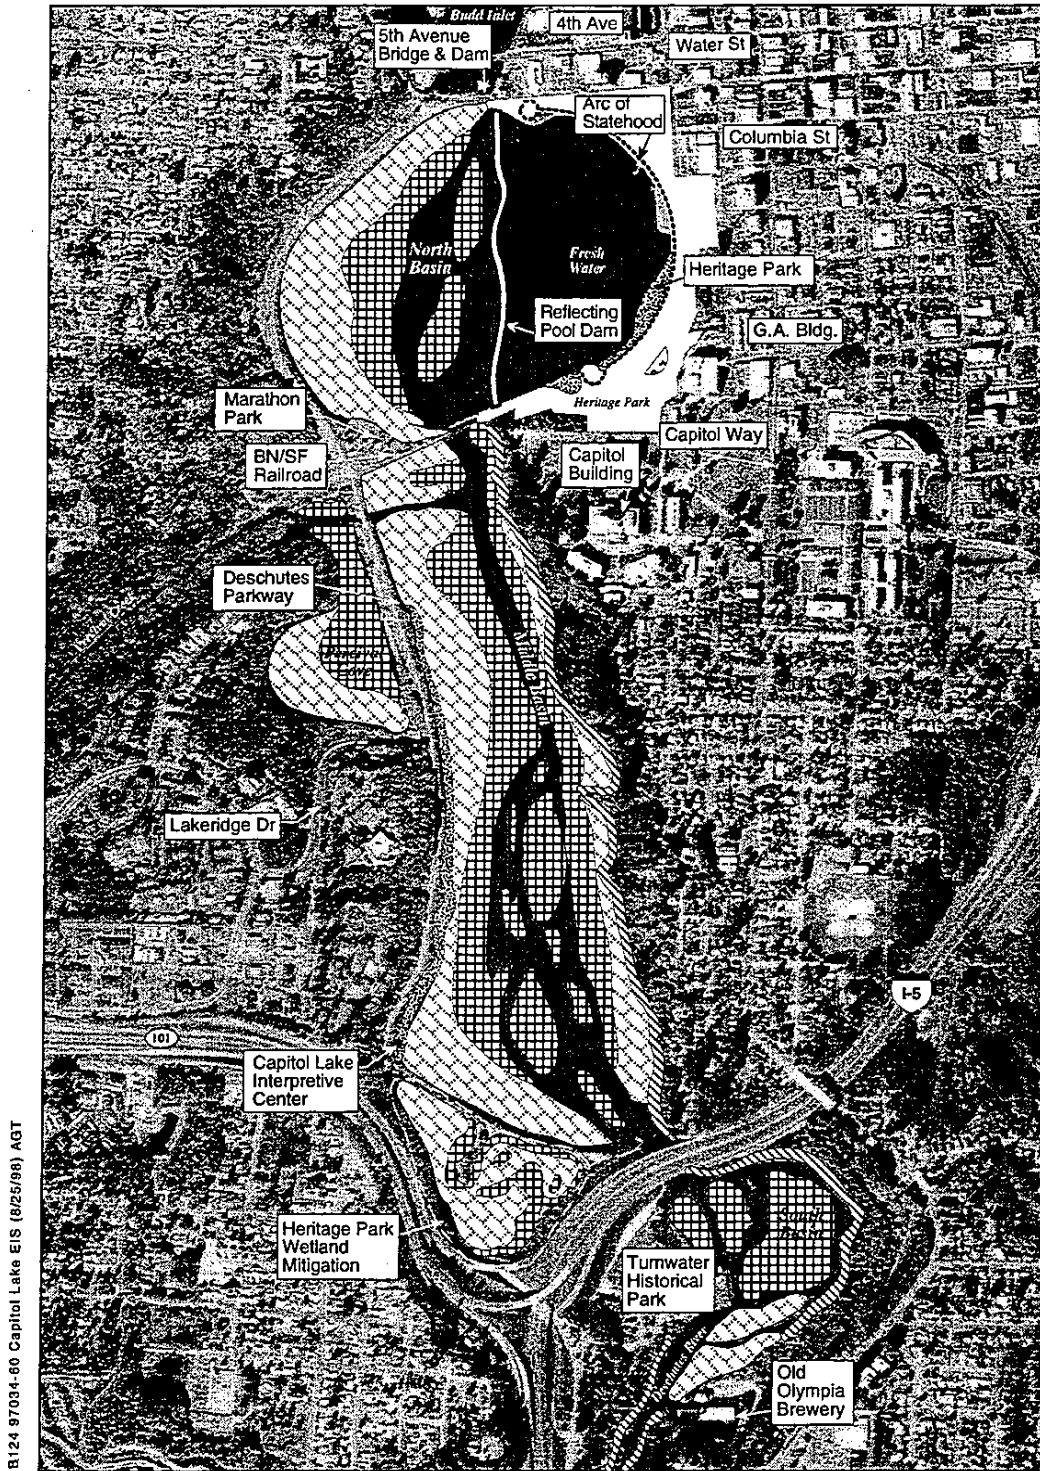 Budd Inlet
4th Ave
5th Avenue
Bridge & Dam
Water St
Arc of
Statehood
Columbia St
North
Basin
Fresh
Water
Heritage Park
Reflecting
Pool Dam
G.A. Bldg.
Marathon
Park
Heritage Park
Capitol Way
BN/SF
Railroad
Capitol
Building
Deschutes
Parkway
Lakeridge Dr
I-5
101
Capitol Lake
Interpretive
Center
Heritage Park
Wetland
Mitigation
South
Basin
Tumwater
Historical
Park
Old
Olympia
Brewery
B124 97034-60 Capitol Lake EIS (8/25/98) AGT